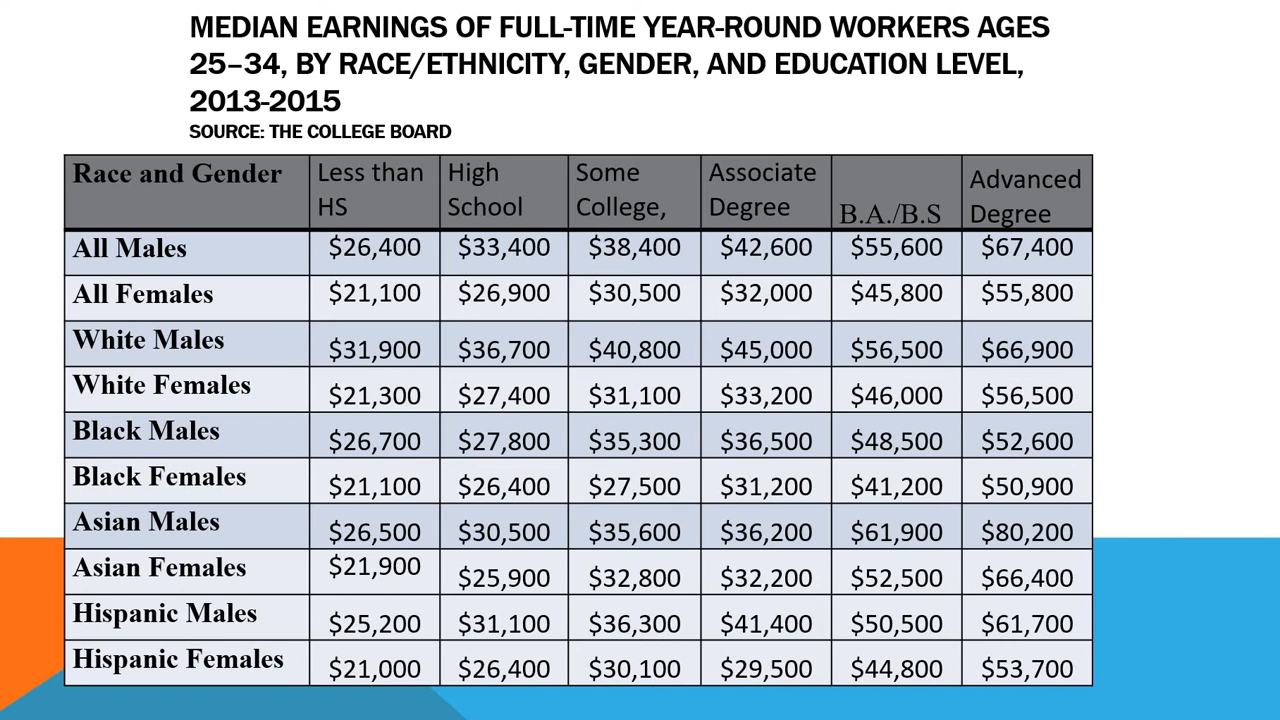 MEDIAN EARNINGS OF FULL-TIME YEAR-ROUND WORKERS AGES
25–34, BY RACE/ETHNICITY, GENDER, AND EDUCATION LEVEL,
2013-2015
SOURCE: THE COLLEGE BOARD
Race and Gender Less than HS High School Some College, Associate Degree B.A./B.S Advanced Degree
All Males $26,400 $33,400 $38,400 $42,600 $55,600 $67,400
All Females $21,100 $26,900 $30,500 $32,000 $45,800 $55,800
White Males $31,900 $36,700 $40,800 $45,000 $56,500 $66,900
White Females $21,300 $27,400 $31,100 $33,200 $46,000 $56,500
Black Males $26,700 $27,800 $35,300 $36,500 $48,500 $52,600
Black Females $21,100 $26,400 $27,500 $31,200 $41,200 $50,900
Asian Males $26,500 $30,500 $35,600 $36,200 $61,900 $80,200
Asian Females $21,900 $25,900 $32,800 $32,200 $52,500 $66,400
Hispanic Males $25,200 $31,100 $36,300 $41,400 $50,500 $61,700
Hispanic Females $21,000 $26,400 $30,100 $29,500 $44,800 $53,700